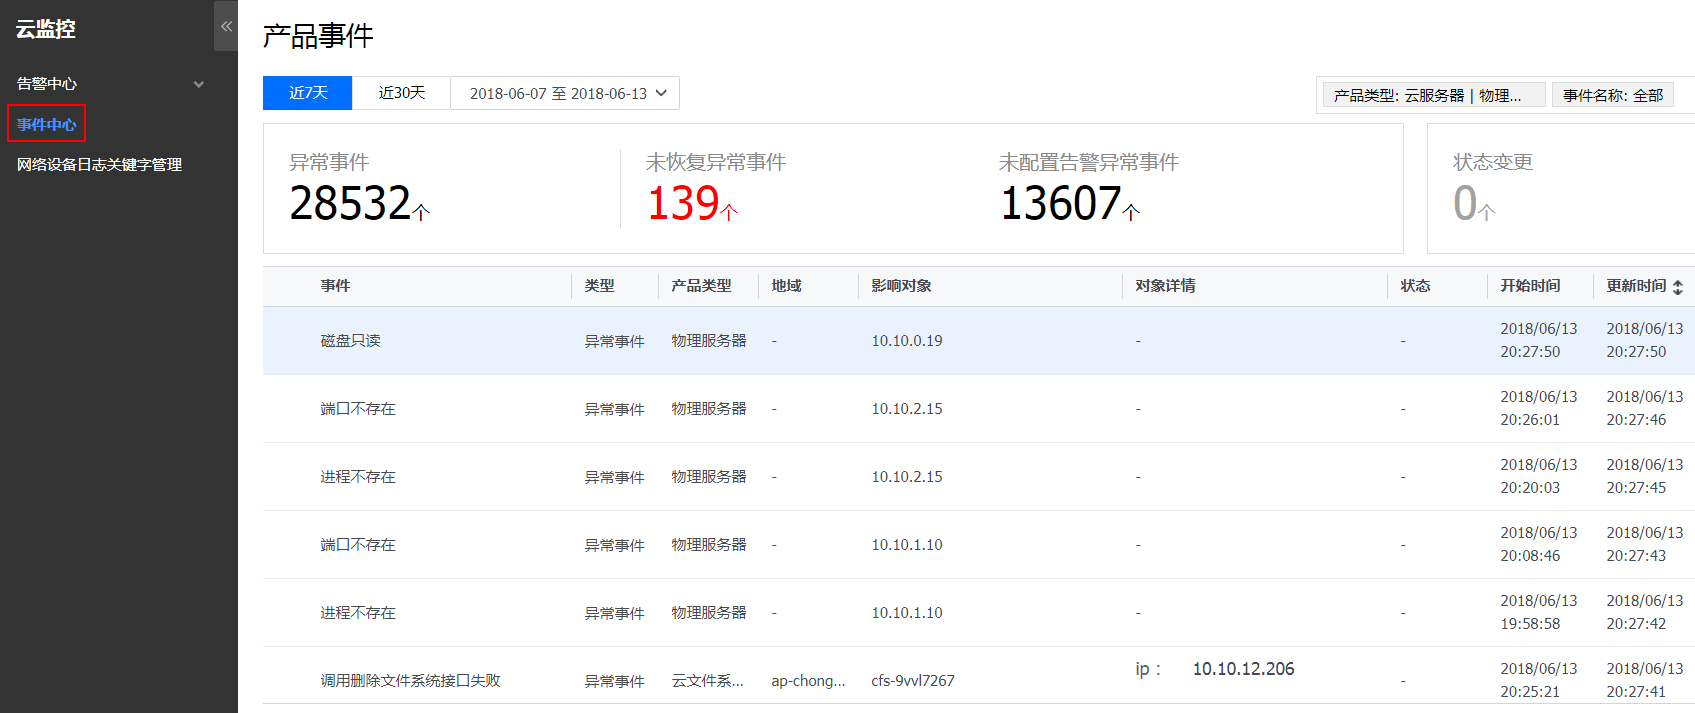 云监控
告警中心
事件中心
网络设备日志关键字管理
产品事件
近7天 近30天 2018-06-07 至 2018-06-13
产品类型: 云服务器 | 物理... 事件名称: 全部
异常事件 未恢复异常事件 未配置告警异常事件 状态变更
28532个 139个 13607个 0个
事件 类型 产品类型 地域 影响对象 对象详情 状态 开始时间 更新时间
磁盘只读 异常事件 物理服务器 - 10.10.0.19 - - 2018/06/13 20:27:50 2018/06/13 20:27:50
端口不存在 异常事件 物理服务器 - 10.10.2.15 - - 2018/06/13 20:26:01 2018/06/13 20:27:46
进程不存在 异常事件 物理服务器 - 10.10.2.15 - - 2018/06/13 20:20:03 2018/06/13 20:27:45
端口不存在 异常事件 物理服务器 - 10.10.1.10 - - 2018/06/13 20:08:46 2018/06/13 20:27:43
进程不存在 异常事件 物理服务器 - 10.10.1.10 - - 2018/06/13 19:58:58 2018/06/13 20:27:42
调用删除文件系统接口失败 异常事件 云文件系... ap-chong... cfs-9vvl7267 ip： 10.10.12.206 - 2018/06/13 20:25:21 2018/06/13 20:27:41